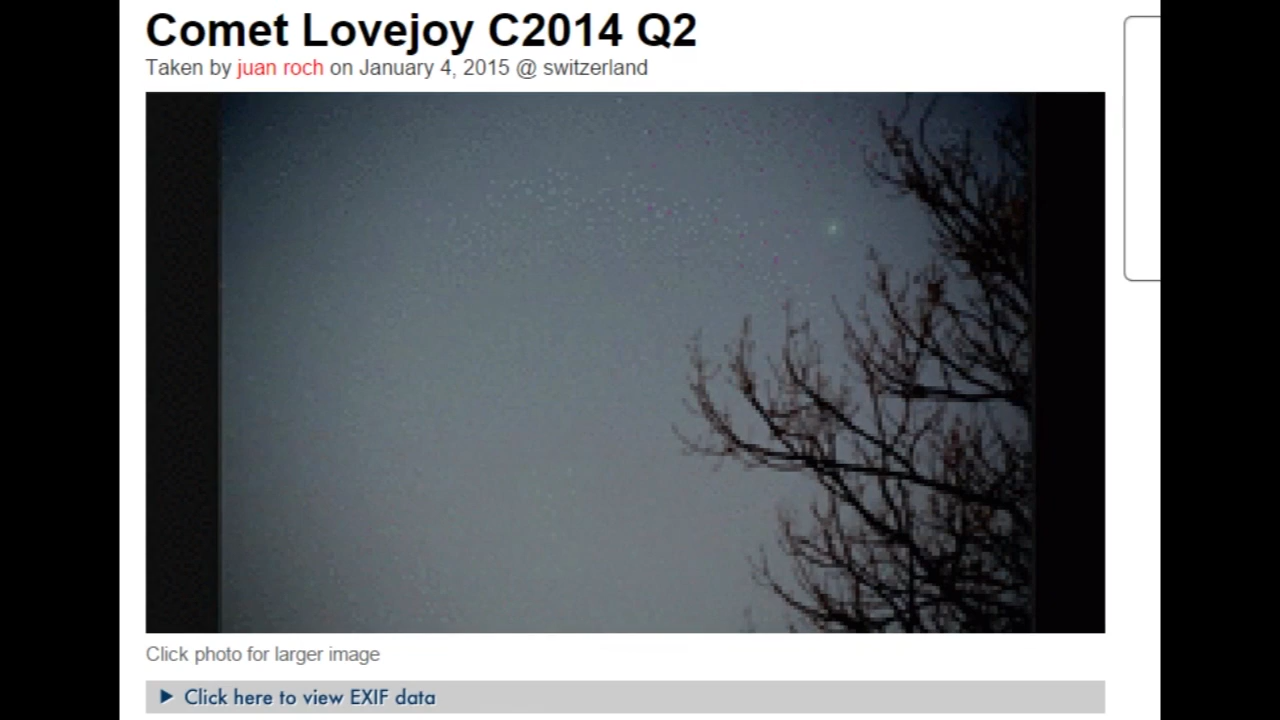 Comet Lovejoy C2014 Q2
Taken by juan roch on January 4, 2015 @ switzerland
Click photo for larger image
Click here to view EXIF data